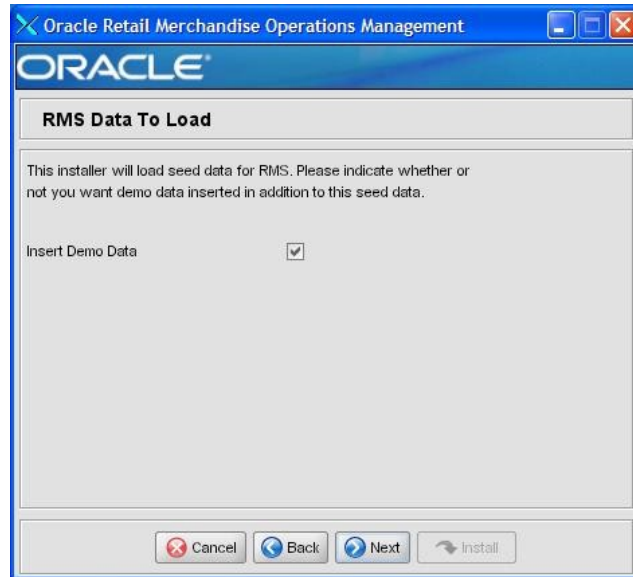 Oracle Retail Merchandise Operations Management
ORACLE
RMS Data To Load
This installer will load seed data for RMS. Please indicate whether or
not you want demo data inserted in addition to this seed data.
Insert Demo Data
Cancel Back Next Install